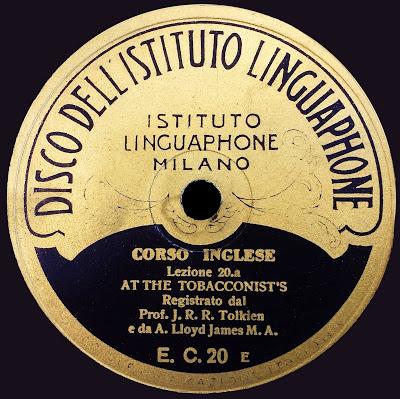 DISCO DELL'ISTITUTO LINGUAPHONE
ISTITUTO
LINGUAPHONE
MILANO
CORSO INGLESE
Lezione 20.a
AT THE TOBACCONIST'S
Registrato dal
Prof. J. R. R. Tolkien
e da A. Lloyd James M. A.
E. C. 20 E